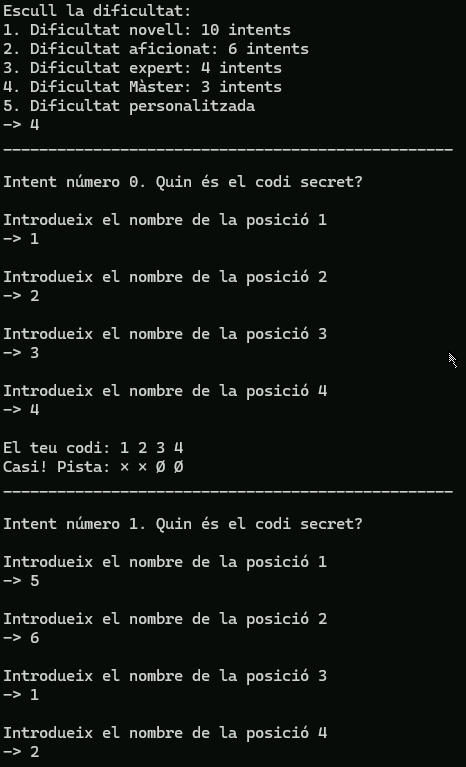 Escull la dificultat:
1. Dificultat novell: 10 intents
2. Dificultat aficionat: 6 intents
3. Dificultat expert: 4 intents
4. Dificultat Màster: 3 intents
5. Dificultat personalitzada
-> 4
__________________________________________________
Intent número 0. Quin és el codi secret?
Introdueix el nombre de la posició 1
-> 1
Introdueix el nombre de la posició 2
-> 2
Introdueix el nombre de la posició 3
-> 3
Introdueix el nombre de la posició 4
-> 4
El teu codi: 1 2 3 4
Casi! Pista: × × Ø Ø
__________________________________________________
Intent número 1. Quin és el codi secret?
Introdueix el nombre de la posició 1
-> 5
Introdueix el nombre de la posició 2
-> 6
Introdueix el nombre de la posició 3
-> 1
Introdueix el nombre de la posició 4
-> 2